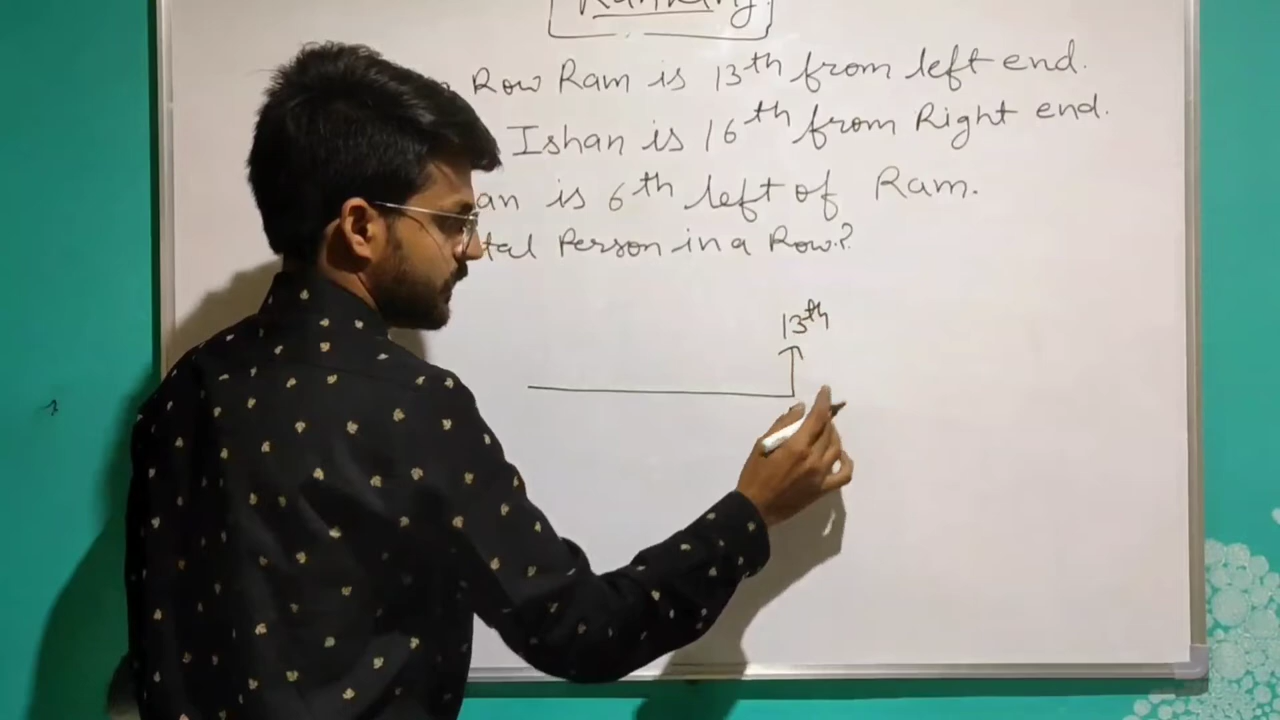 Ranking
Row Ram is 13th from left end.
Ishan is 16th from Right end.
an is 6th left of Ram.
tal Person in a Row.?
13th